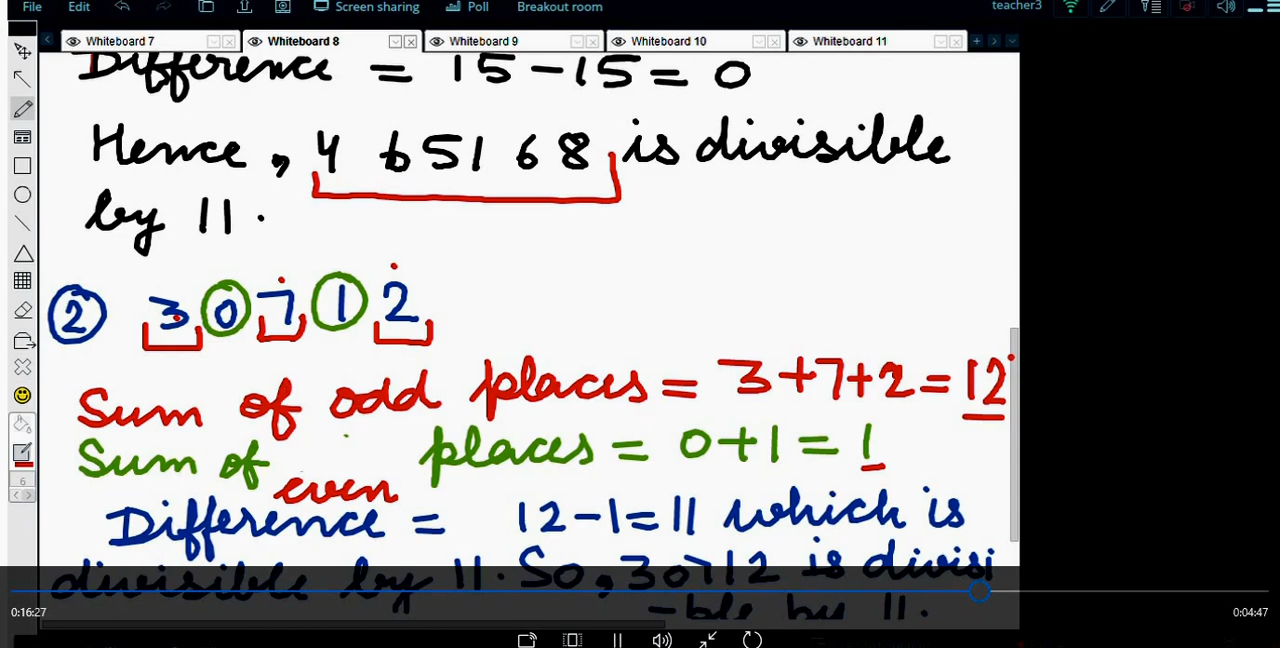 File Edit Screen sharing Poll Breakout room teacher3
Whiteboard 7 Whiteboard 8 Whiteboard 9 Whiteboard 10 Whiteboard 11
Difference = 15 - 15 = 0
Hence, 4 6 5 1 6 8 is divisible
by 11.
② 3 0 7 1 2
Sum of odd places = 3+7+2 = 12
Sum of even places = 0+1 = 1
Difference = 12-1=11 which is
divisible by 11. So, 30712 is divisi
-ble by 11.
6
0:16:27 0:04:47